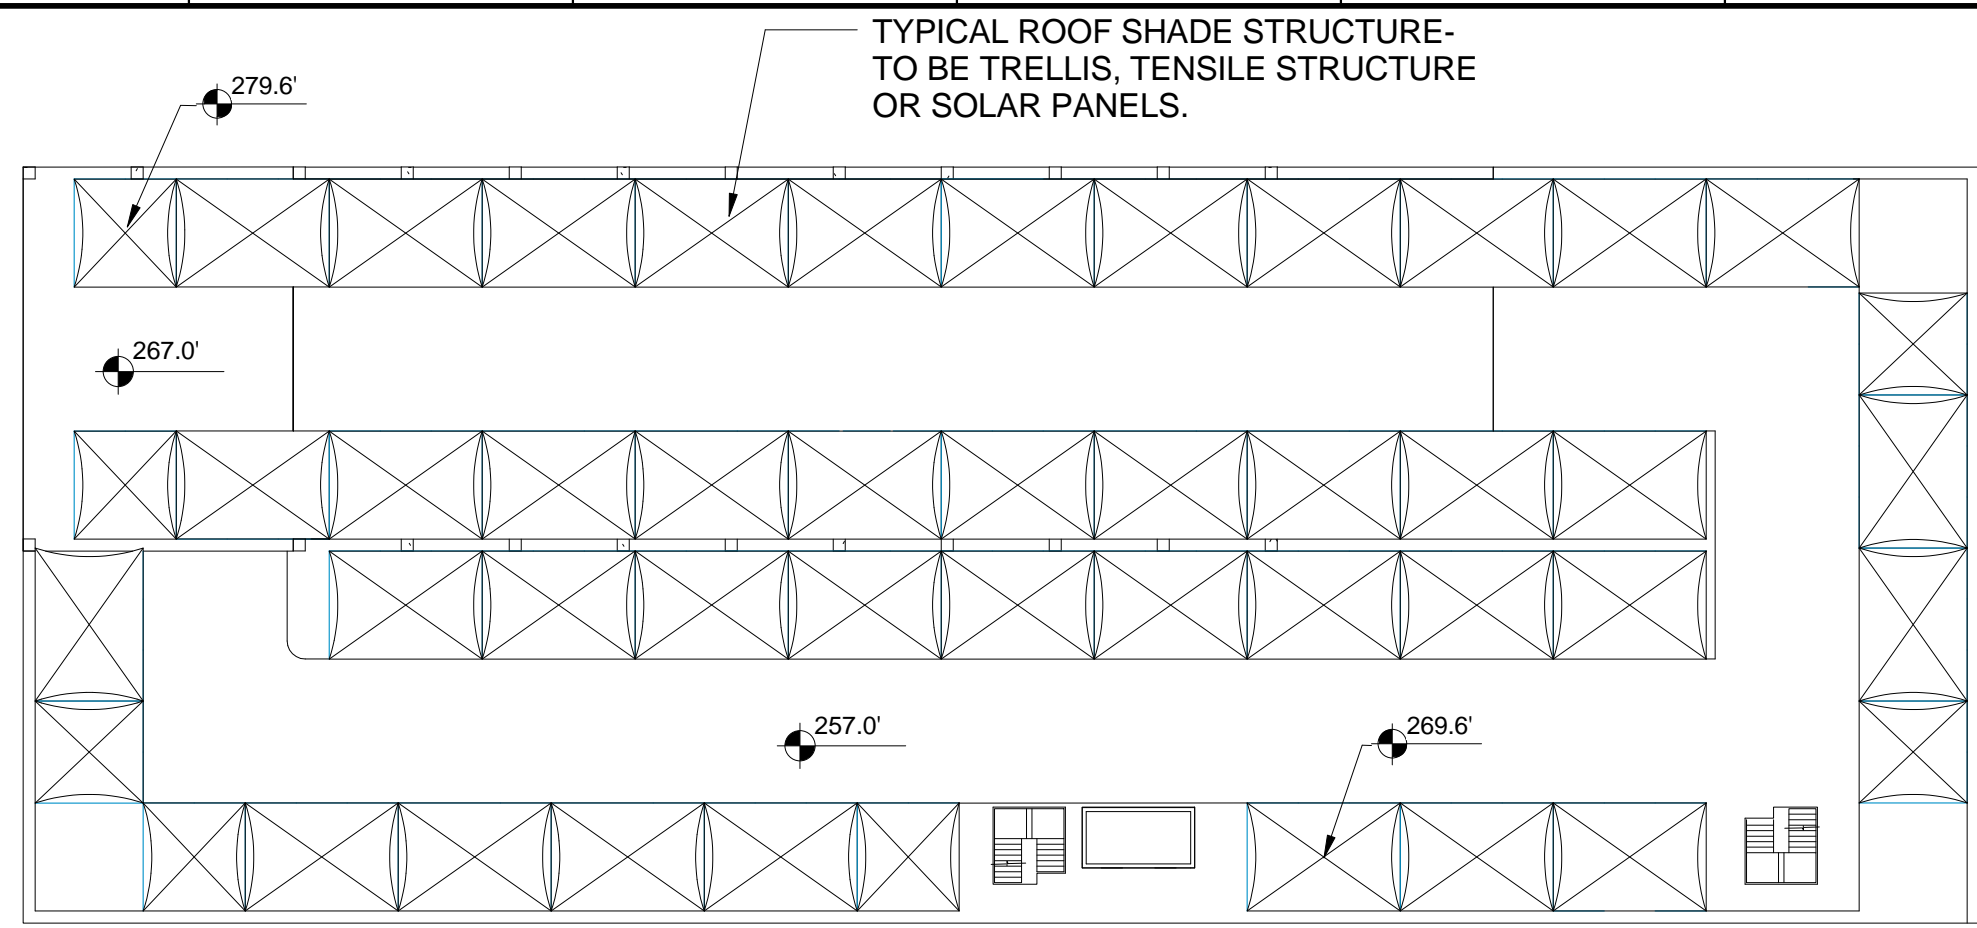 TYPICAL ROOF SHADE STRUCTURE-
TO BE TRELLIS, TENSILE STRUCTURE
OR SOLAR PANELS.
279.6'
267.0'
257.0'
269.6'